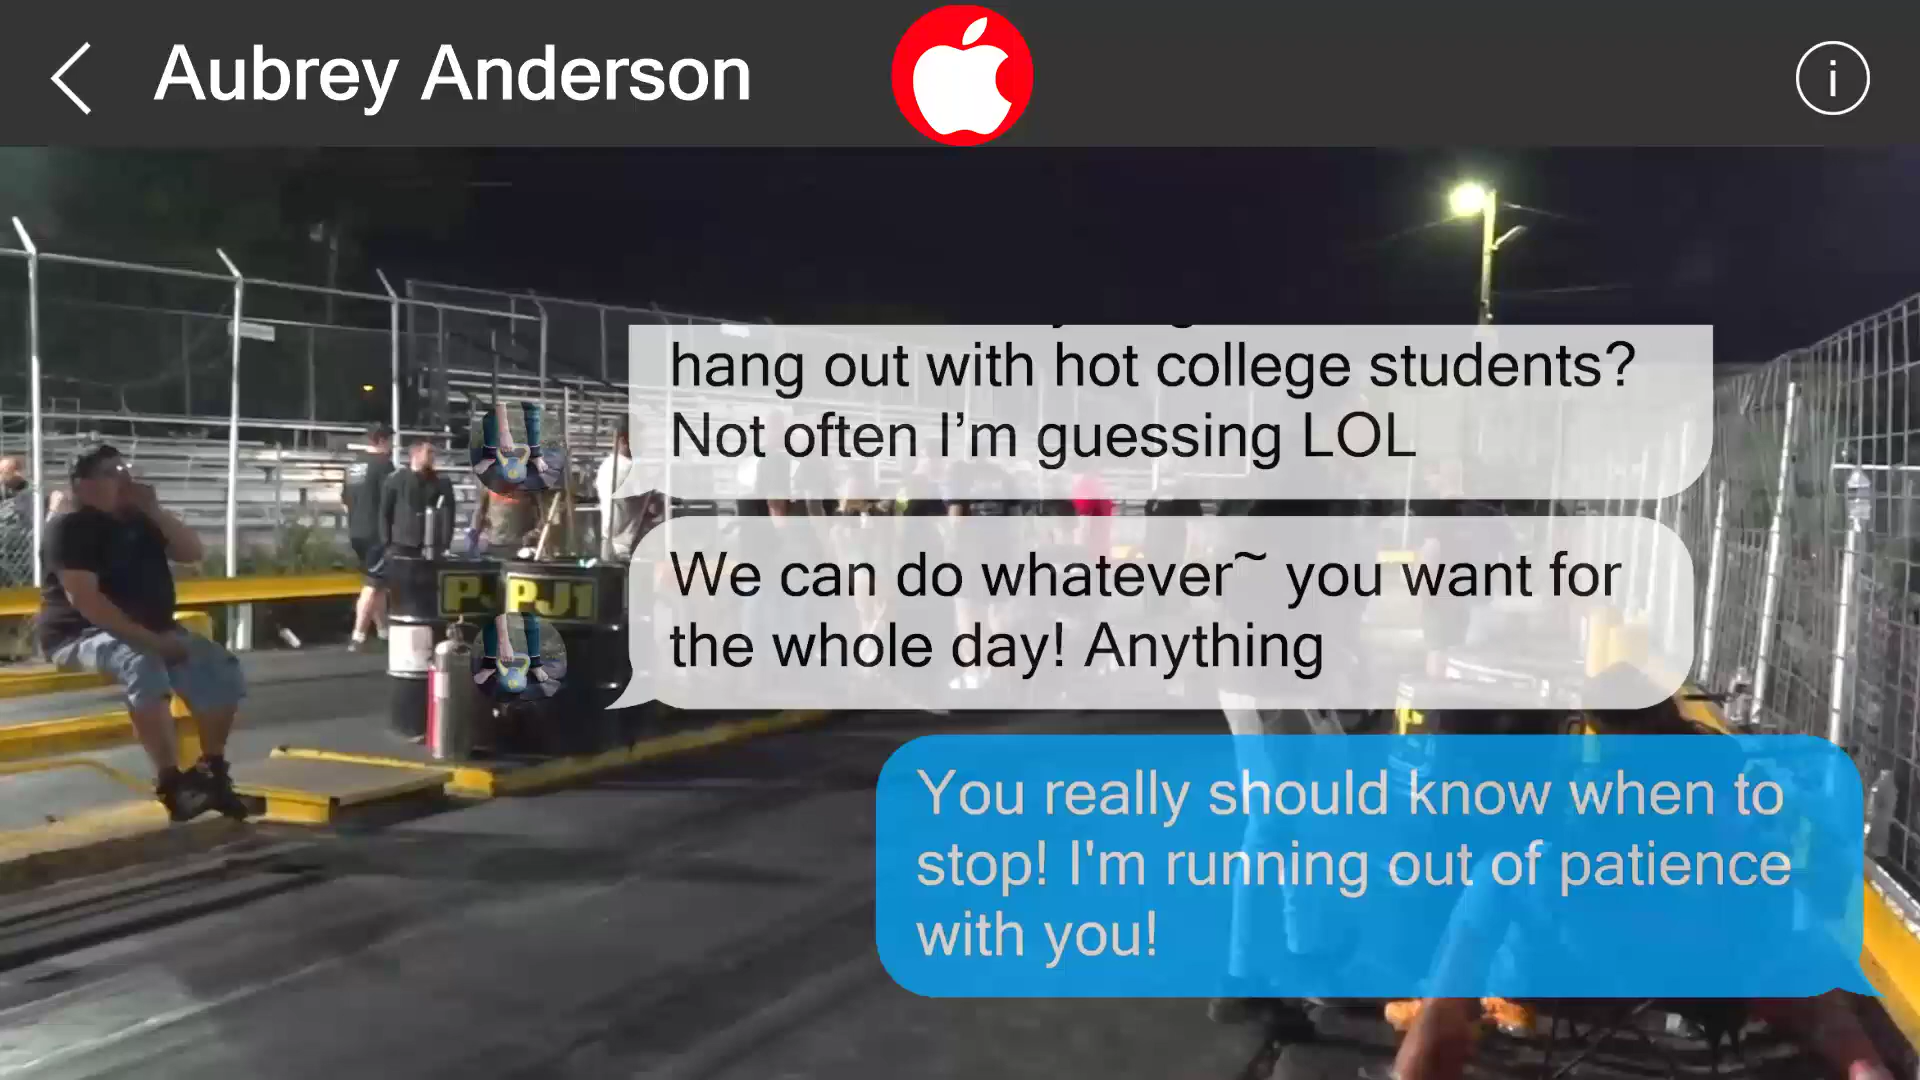 Aubrey Anderson
hang out with hot college students?
Not often I’m guessing LOL
We can do whatever~ you want for
the whole day! Anything
PJ1
You really should know when to
stop! I'm running out of patience
with you!